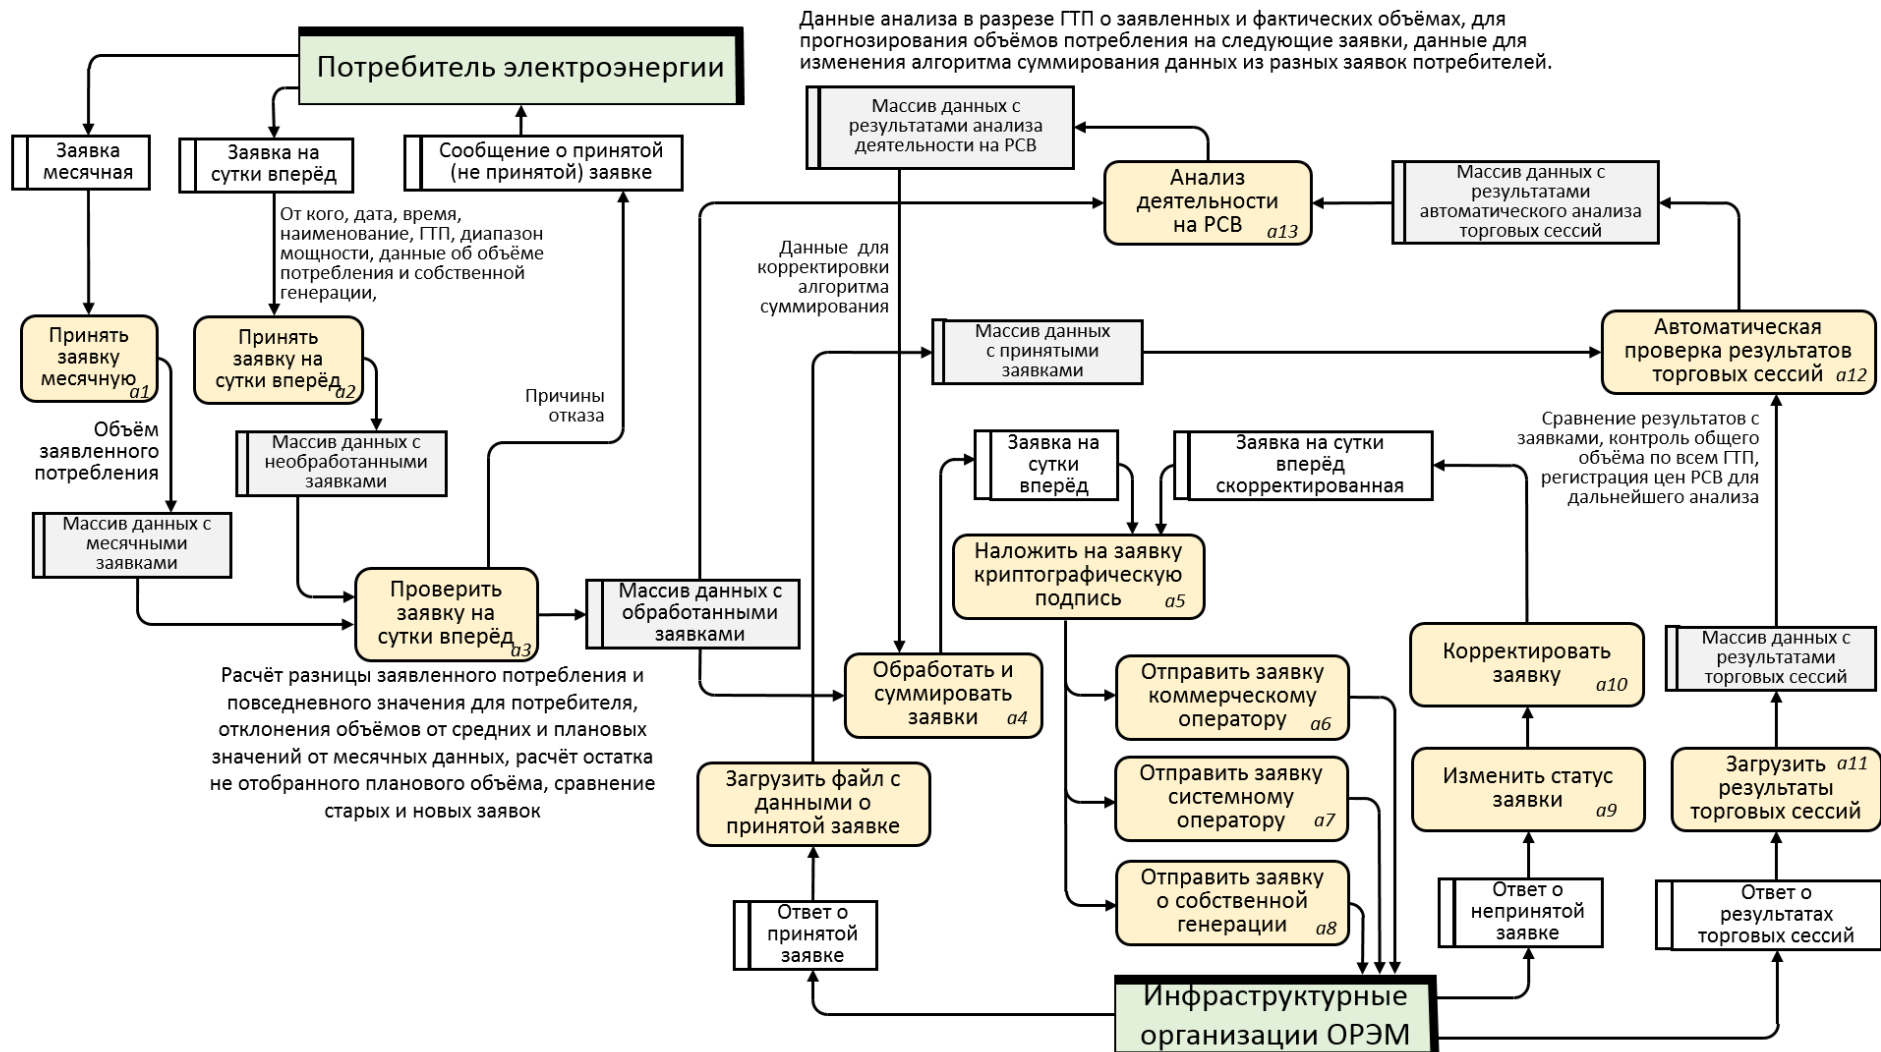 Данные анализа в разрезе ГТП о заявленных и фактических объёмах, для
прогнозирования объёмов потребления на следующие заявки, данные для
изменения алгоритма суммирования данных из разных заявок потребителей.
Потребитель электроэнергии
Заявка
месячная
Заявка на
сутки вперёд
Сообщение о принятой
(не принятой) заявке
Массив данных с
результатами анализа
деятельности на РСВ
Анализ
деятельности
на РСВ
а13
Массив данных с
результатами
автоматического анализа
торговых сессий
От кого, дата, время,
наименование, ГТП, диапазон
мощности, данные об объёме
потребления и собственной
генерации,
Данные для
корректировки
алгоритма
суммирования
Принять
заявку
месячную
а1
Принять
заявку на
сутки вперёд
а2
Массив данных
с принятыми
заявками
Автоматическая
проверка результатов
торговых сессий а12
Причины
отказа
Объём
заявленного
потребления
Массив данных с
необработанными
заявками
Заявка на
сутки
вперёд
Заявка на сутки
вперёд
скорректированная
Сравнение результатов с
заявками, контроль общего
объёма по всем ГТП,
регистрация цен РСВ для
дальнейшего анализа
Массив данных с
месячными
заявками
Проверить
заявку на
сутки вперёд
а3
Массив данных с
обработанными
заявками
Наложить на заявку
криптографическую
подпись а5
Расчёт разницы заявленного потребления и
повседневного значения для потребителя,
отклонения объёмов от средних и плановых
значений от месячных данных, расчёт остатка
не отобранного планового объёма, сравнение
старых и новых заявок
Обработать и
суммировать
заявки а4
Отправить заявку
коммерческому
оператору а6
Корректировать
заявку
а10
Массив данных с
результатами
торговых сессий
Загрузить файл с
данными о
принятой заявке
Отправить заявку
системному
оператору а7
Изменить статус
заявки
а9
Загрузить а11
результаты
торговых сессий
Отправить заявку
о собственной
генерации а8
Ответ о
принятой
заявке
Ответ о
непринятой
заявке
Ответ о
результатах
торговых сессий
Инфраструктурные
организации ОРЭМ